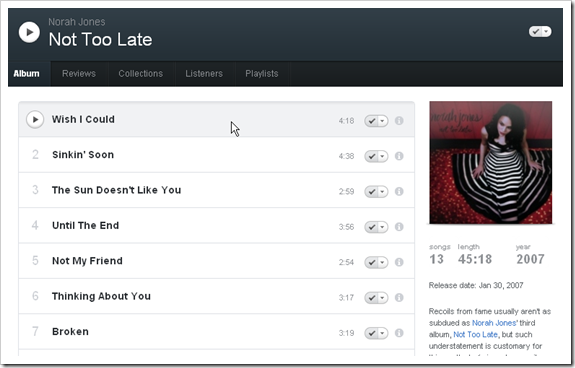 Norah Jones
Not Too Late
Album Reviews Collections Listeners Playlists
Wish I Could 4:18
2 Sinkin' Soon 4:38
3 The Sun Doesn't Like You 2:59
4 Until The End 3:56
5 Not My Friend 2:54
6 Thinking About You 3:17
7 Broken 3:19
norah jones
songs length year
13 45:18 2007
Release date: Jan 30, 2007
Recoils from fame usually aren't as
subdued as Norah Jones' third
album, Not Too Late, but such
understatement is customary for